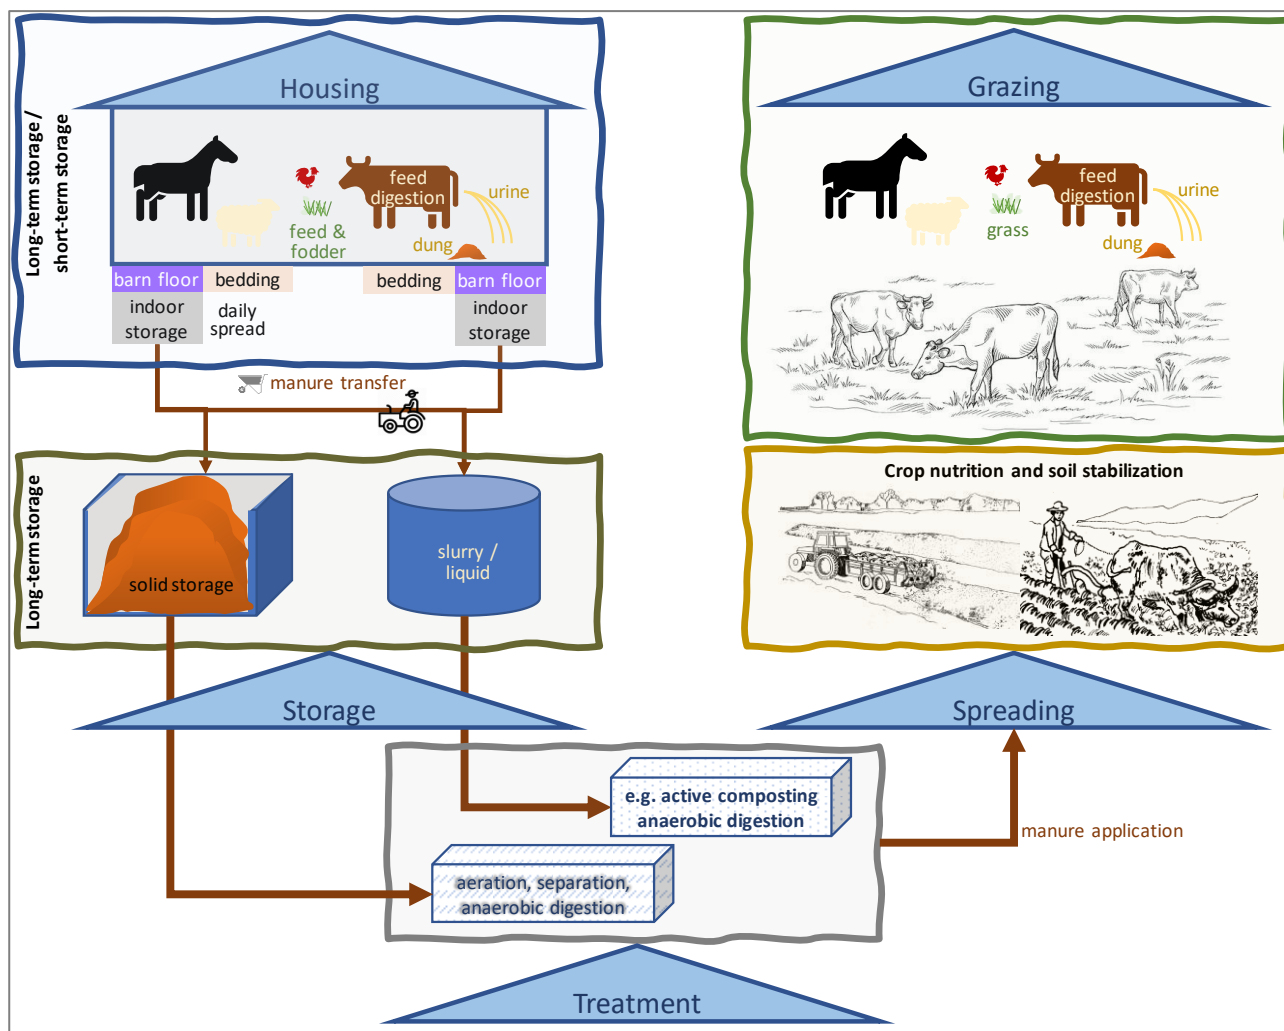 Housing
Long-term storage /
short-term storage
feed
digestion
urine
feed &
fodder
dung
barn floor
bedding
bedding
barn floor
indoor
storage
daily
spread
indoor
storage
manure transfer
Grazing
feed
digestion
urine
grass
dung
Long-term storage
solid storage
slurry /
liquid
Crop nutrition and soil stabilization
Storage
Spreading
e.g. active composting
anaerobic digestion
manure application
aeration, separation,
anaerobic digestion
Treatment